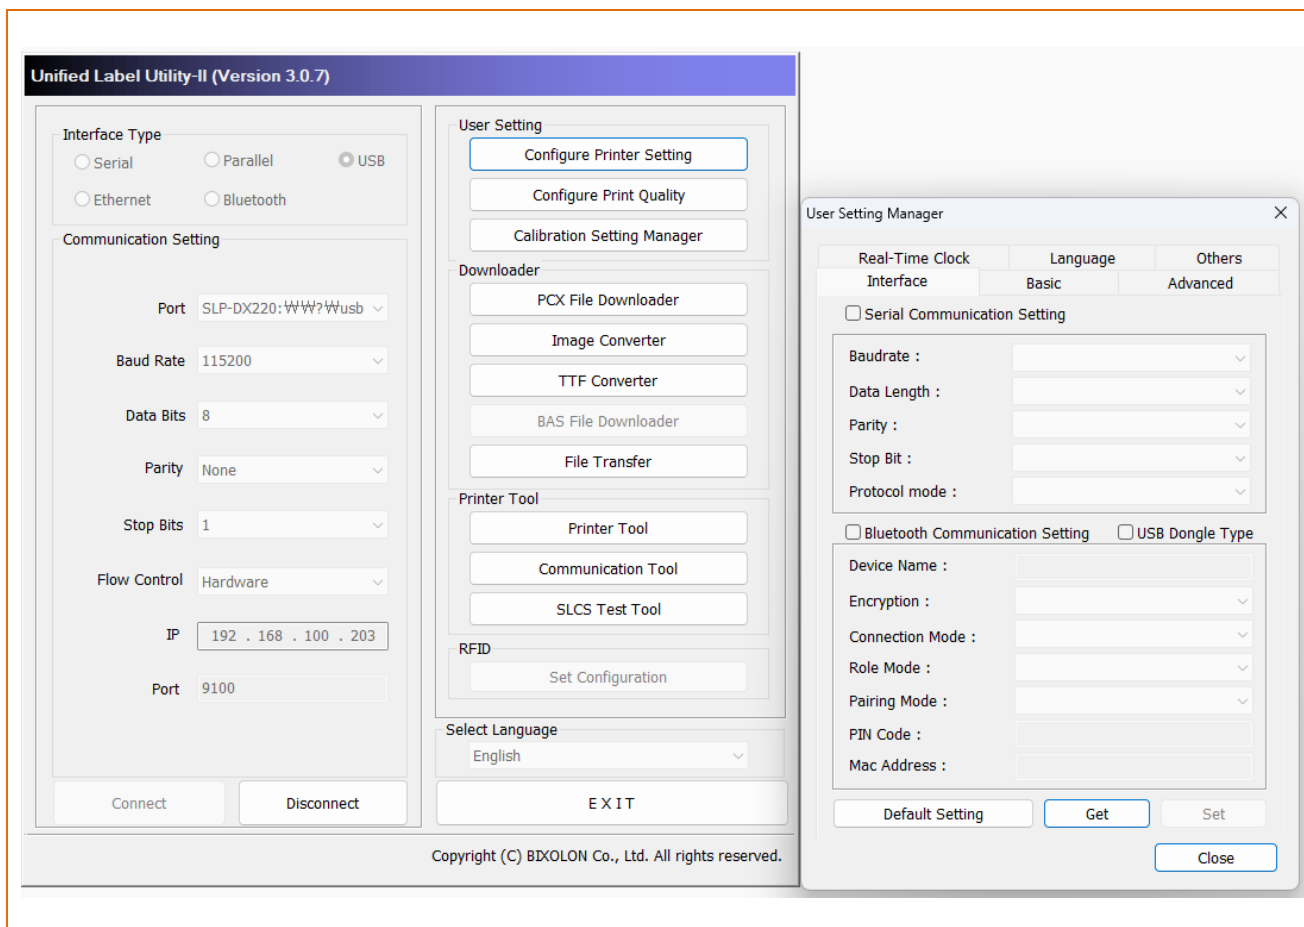 Unified Label Utility-II (Version 3.0.7)
Interface Type
Serial
Parallel
USB
Ethernet
Bluetooth
Communication Setting
Port SLP-DX220:₩₩?₩usb
Baud Rate 115200
Data Bits 8
Parity None
Stop Bits 1
Flow Control Hardware
IP 192 . 168 . 100 . 203
Port 9100
Connect
Disconnect
User Setting
Configure Printer Setting
Configure Print Quality
Calibration Setting Manager
Downloader
PCX File Downloader
Image Converter
TTF Converter
BAS File Downloader
File Transfer
Printer Tool
Printer Tool
Communication Tool
SLCS Test Tool
RFID
Set Configuration
Select Language
English
E X I T
Copyright (C) BIXOLON Co., Ltd. All rights reserved.
User Setting Manager
Real-Time Clock
Language
Others
Interface
Basic
Advanced
Serial Communication Setting
Baudrate :
Data Length :
Parity :
Stop Bit :
Protocol mode :
Bluetooth Communication Setting
USB Dongle Type
Device Name :
Encryption :
Connection Mode :
Role Mode :
Pairing Mode :
PIN Code :
Mac Address :
Default Setting
Get
Set
Close